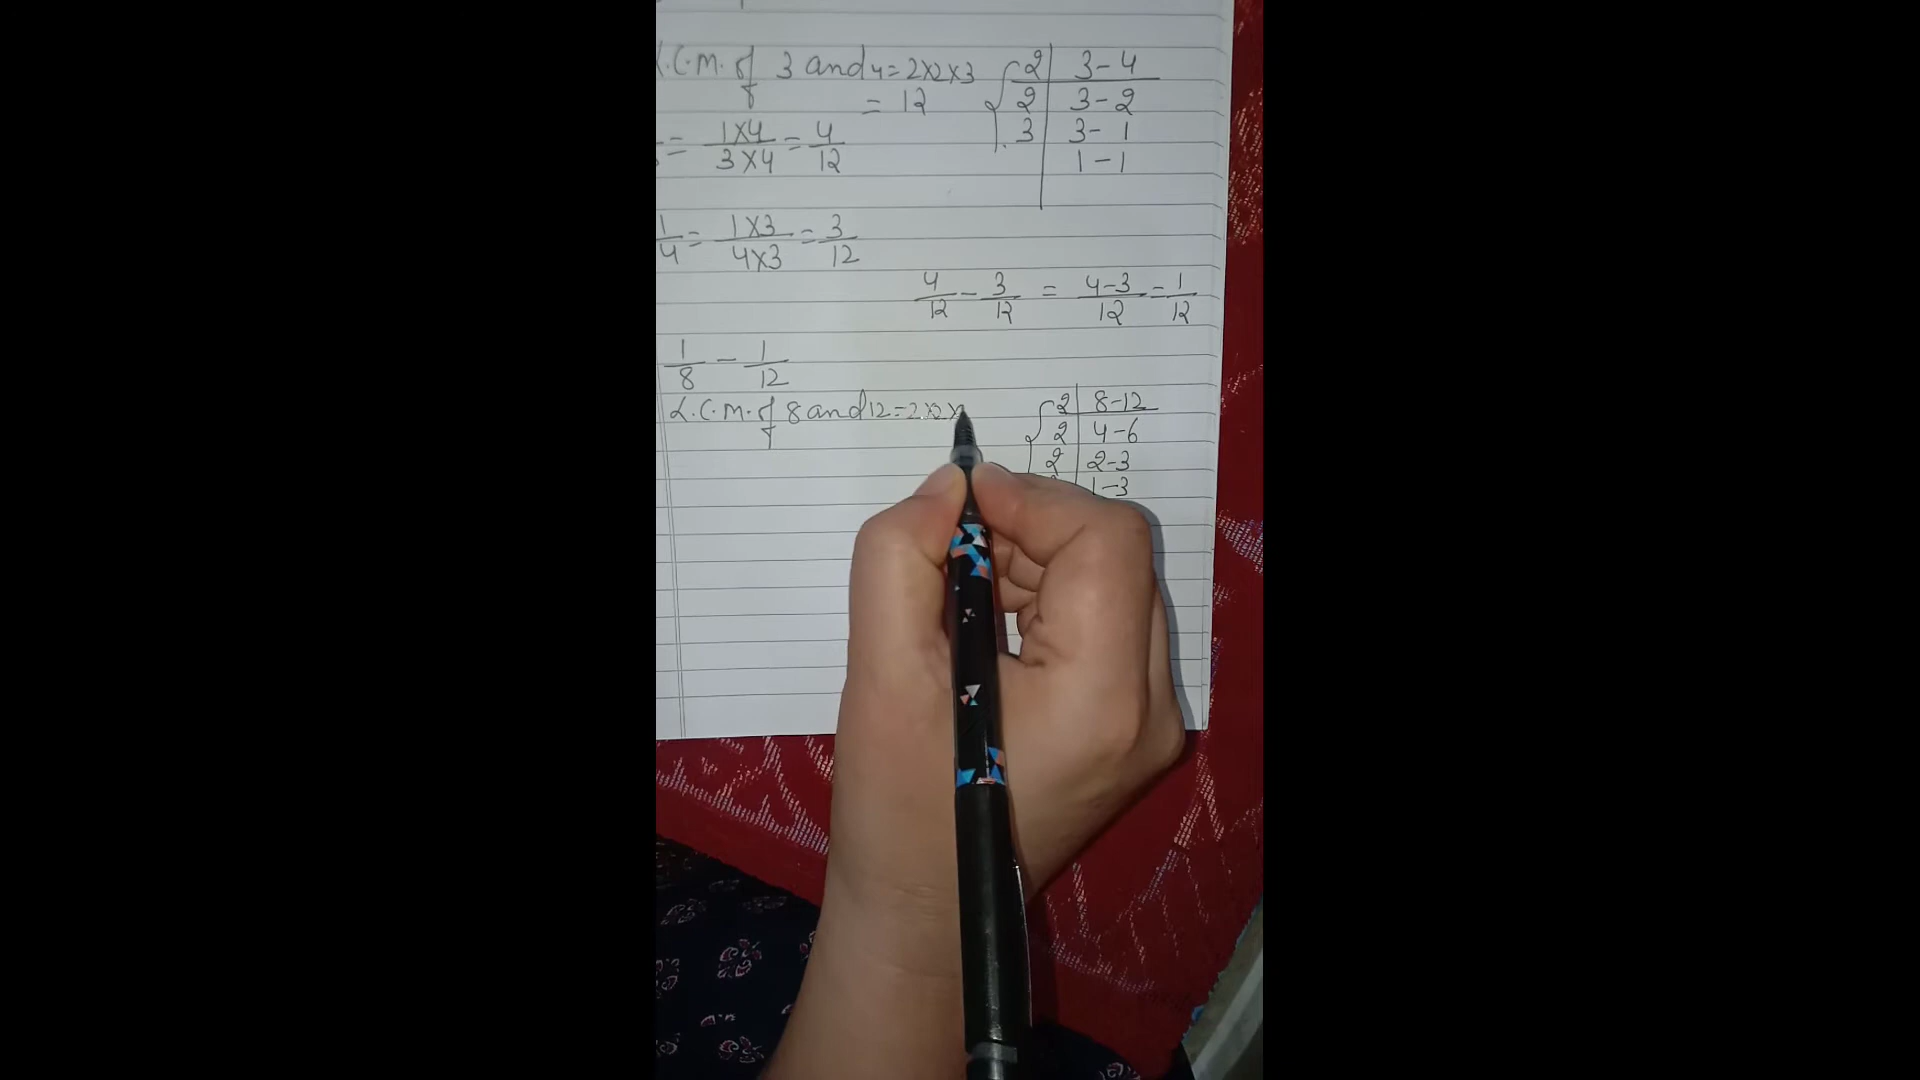 L.C.M. of 3 and 4 = 2×2×3
= 12
2 | 3-4
2 | 3-2
3 | 3-1
1-1
= 1×4/3×4 = 4/12
1/4 = 1×3/4×3 = 3/12
4/12 - 3/12 = 4-3/12 = 1/12
1/8 - 1/12
L.C.M. of 8 and 12 = 2×2×
2 | 8-12
2 | 4-6
2 | 2-3
1-3